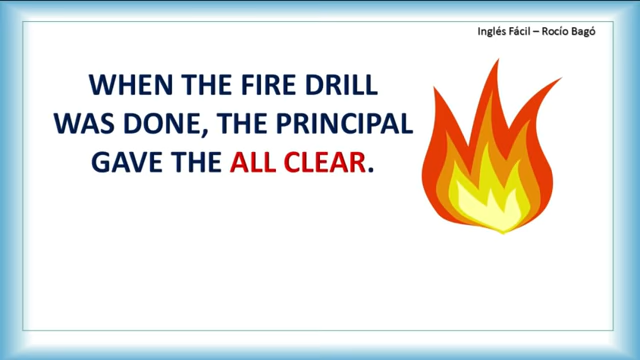 Inglés Fácil – Rocío Bagó
WHEN THE FIRE DRILL
WAS DONE, THE PRINCIPAL
GAVE THE ALL CLEAR.